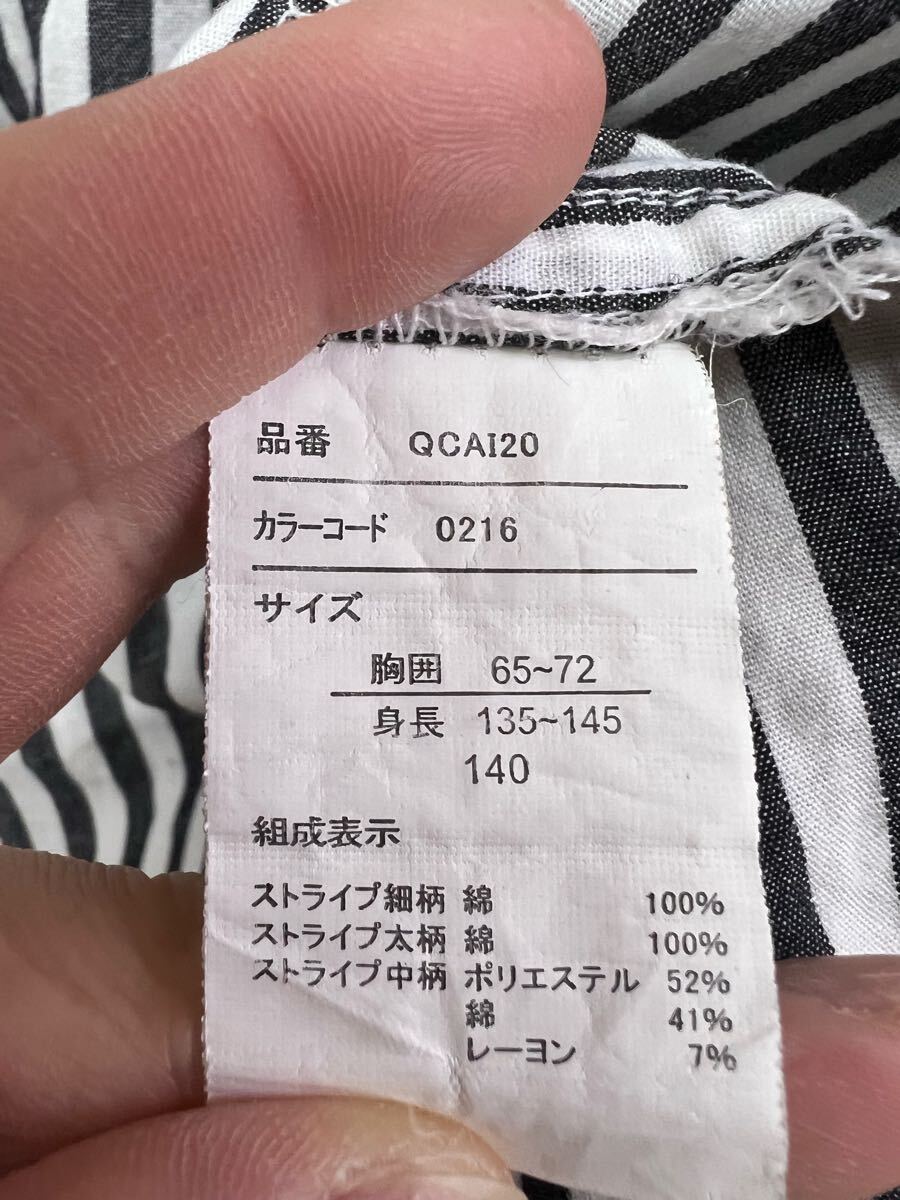 品番 QCAI20
カラーコード 0216
サイズ
胸囲 65~72
身長 135~145
140
組成表示
ストライプ細柄 綿 100%
ストライプ太柄 綿 100%
ストライプ中柄 ポリエステル 52%
綿 41%
レーヨン 7%